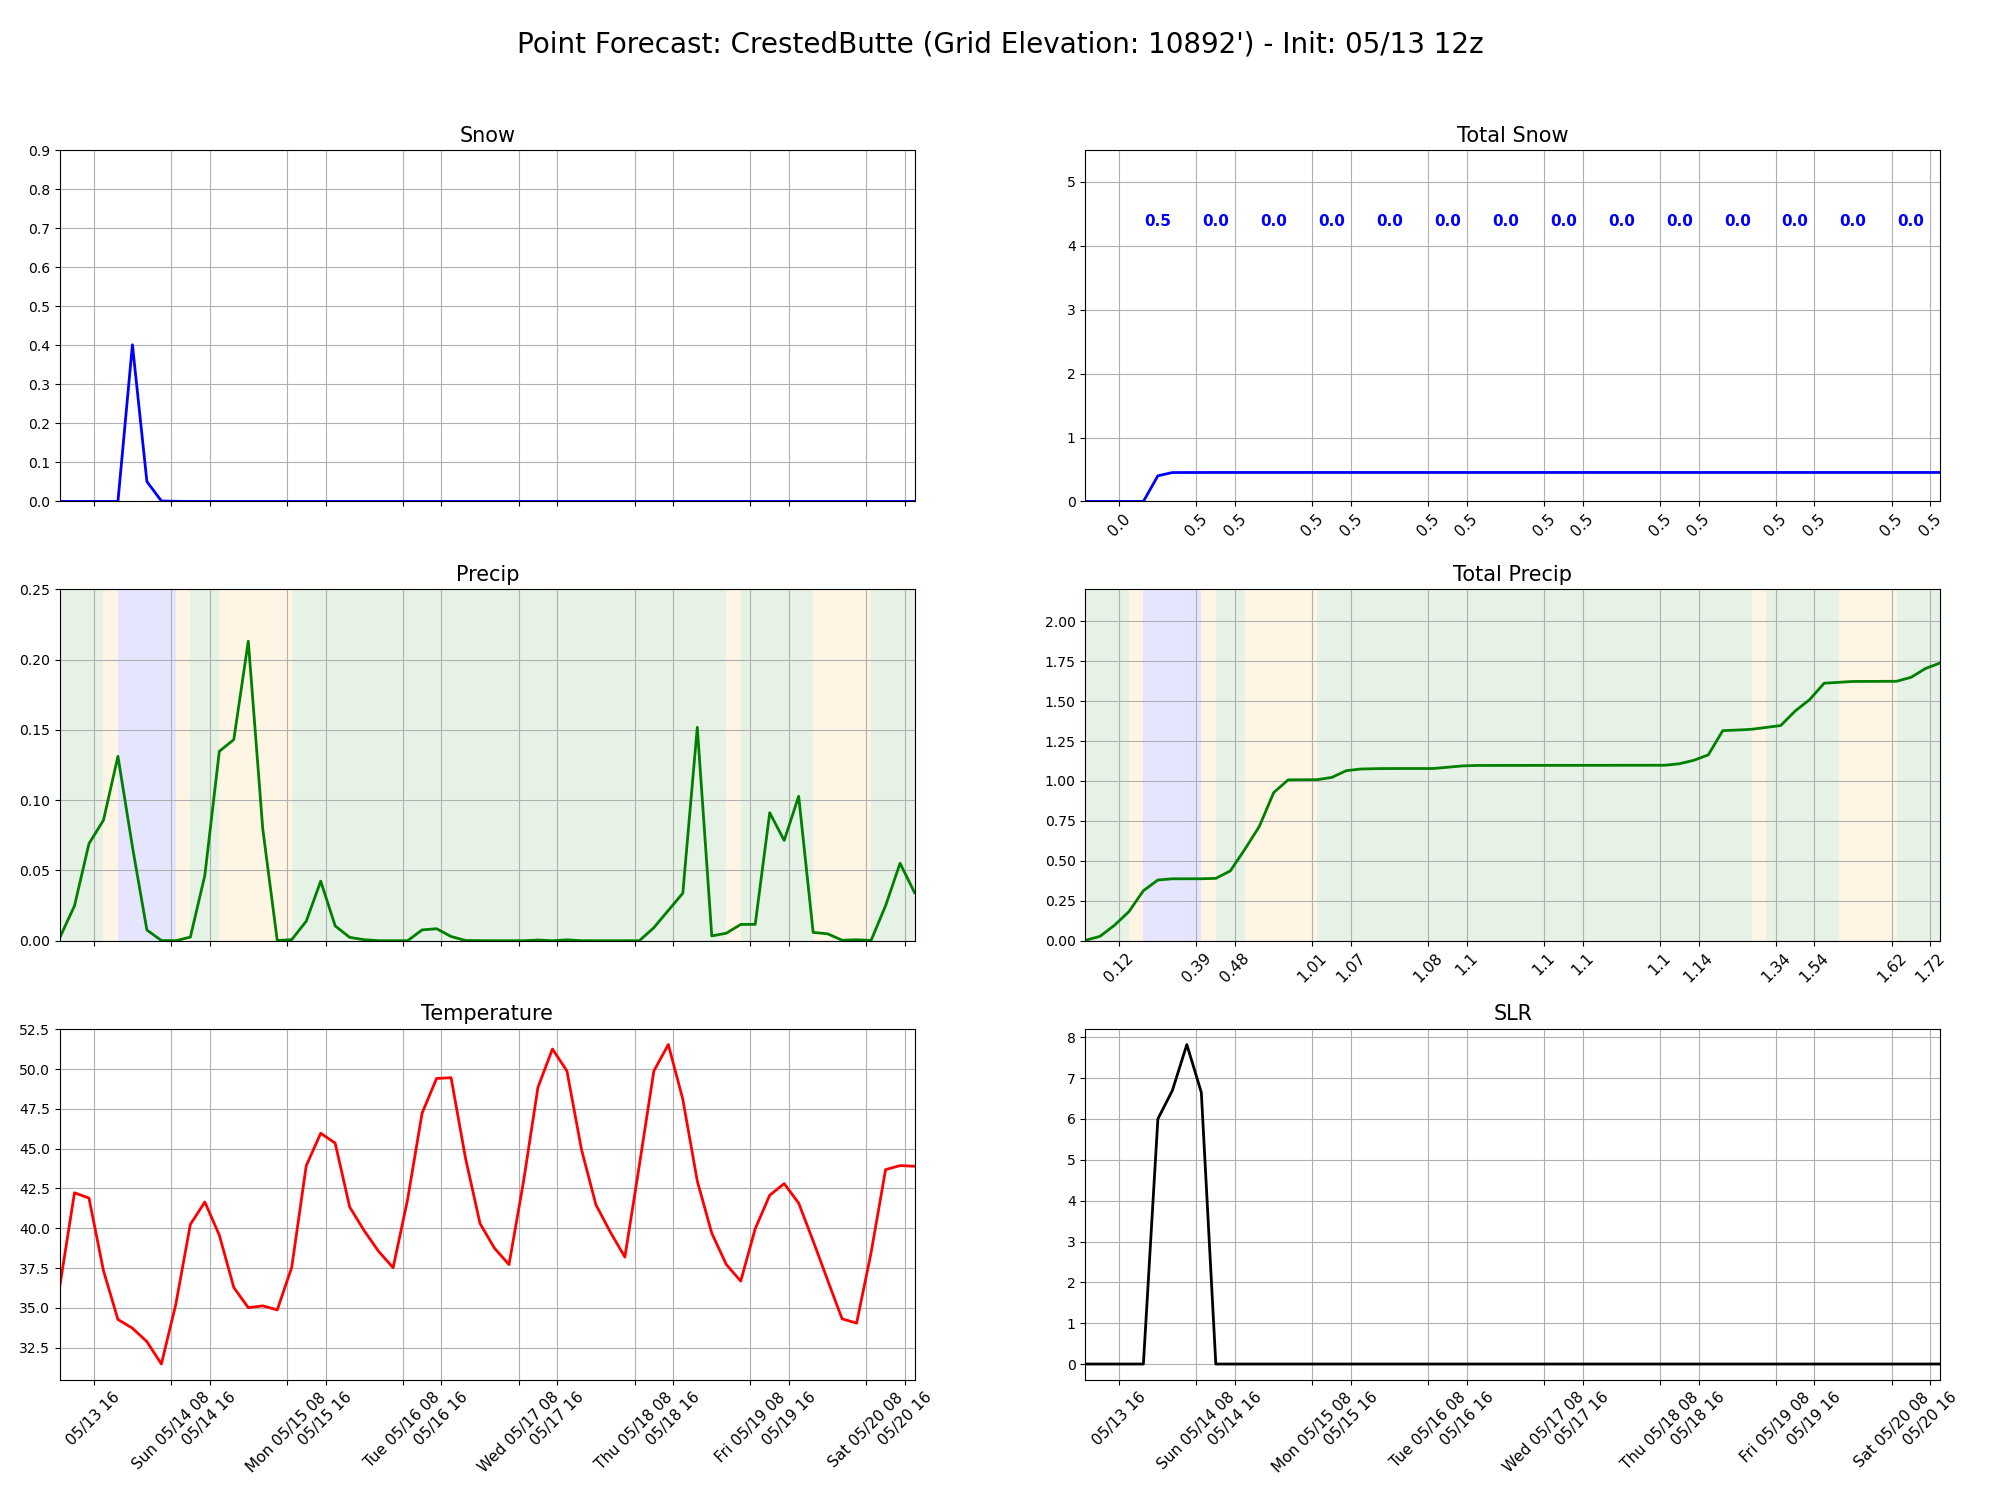 Point Forecast: CrestedButte (Grid Elevation: 10892') - Init: 05/13 12z
Snow
0.9
0.8
0.7
0.6
0.5
0.4
0.3
0.2
0.1
0.0
Total Snow
5
4
3
2
1
0
0.5 0.0 0.0 0.0 0.0 0.0 0.0 0.0 0.0 0.0 0.0 0.0 0.0 0.0
0.0 0.5 0.5 0.5 0.5 0.5 0.5 0.5 0.5 0.5 0.5 0.5 0.5 0.5 0.5
Precip
0.25
0.20
0.15
0.10
0.05
0.00
Total Precip
2.00
1.75
1.50
1.25
1.00
0.75
0.50
0.25
0.00
0.12 0.39 0.48 1.01 1.07 1.08 1.1 1.1 1.1 1.1 1.14 1.34 1.54 1.62 1.72
Temperature
52.5
50.0
47.5
45.0
42.5
40.0
37.5
35.0
32.5
05/13 16
Sun 05/14 08
05/14 16
Mon 05/15 08
05/15 16
Tue 05/16 08
05/16 16
Wed 05/17 08
05/17 16
Thu 05/18 08
05/18 16
Fri 05/19 08
05/19 16
Sat 05/20 08
05/20 16
SLR
8
7
6
5
4
3
2
1
0
05/13 16
Sun 05/14 08
05/14 16
Mon 05/15 08
05/15 16
Tue 05/16 08
05/16 16
Wed 05/17 08
05/17 16
Thu 05/18 08
05/18 16
Fri 05/19 08
05/19 16
Sat 05/20 08
05/20 16